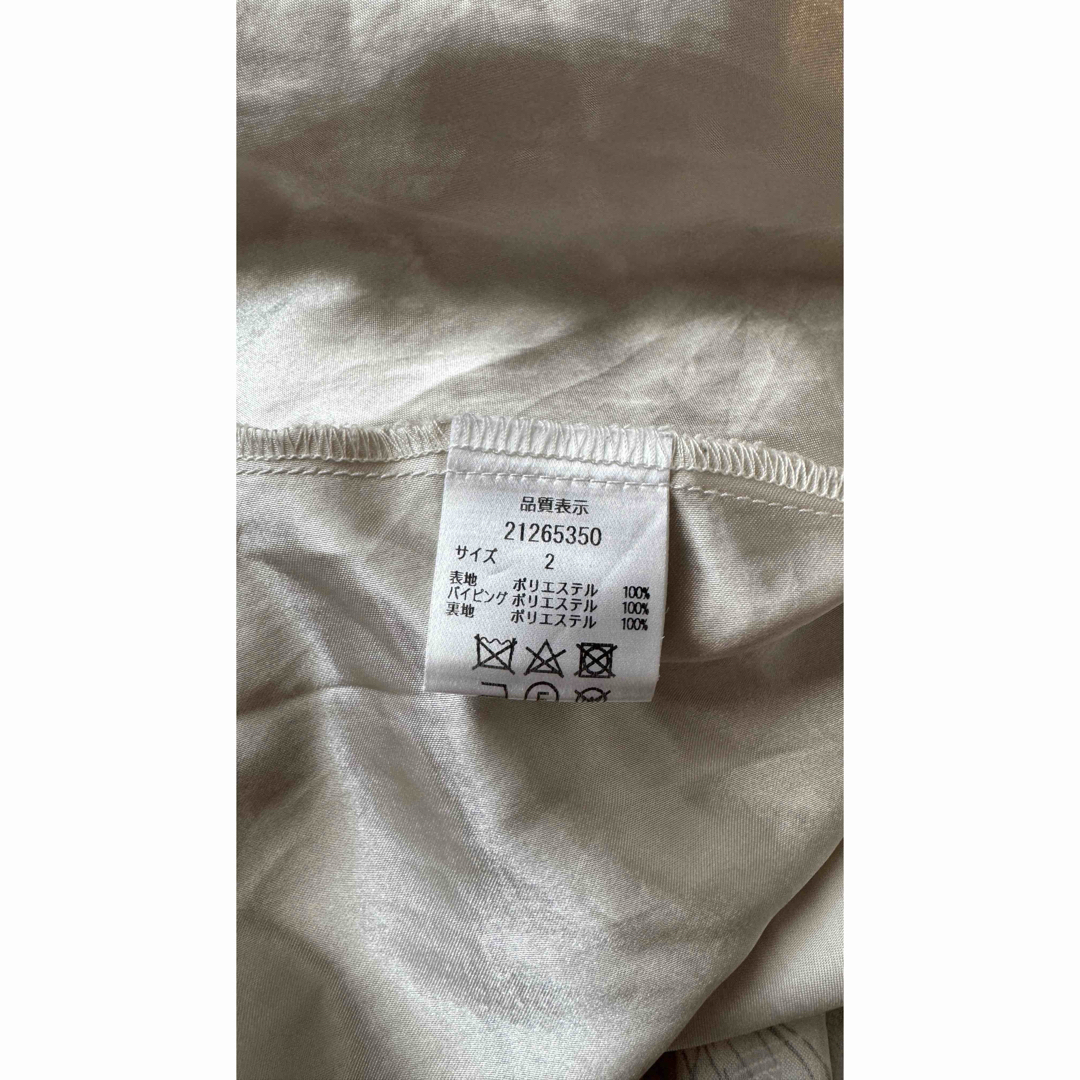 品質表示
21265350
サイズ 2
表地 ポリエステル 100%
パイピング ポリエステル 100%
裏地 ポリエステル 100%